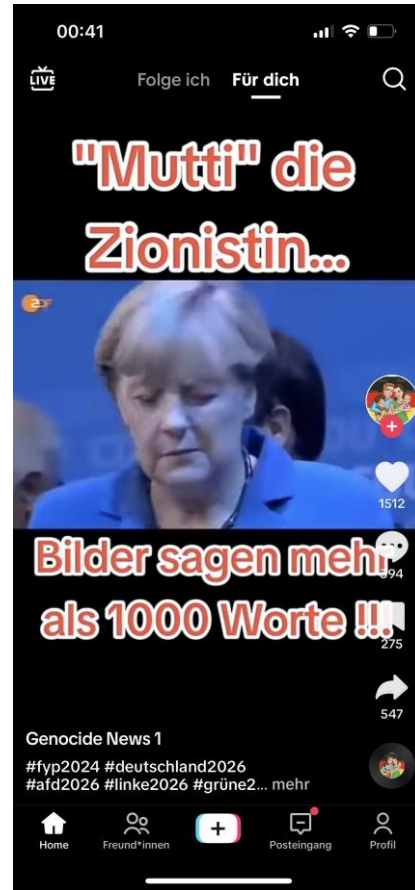 00:41
LIVE
Folge ich Für dich
"Mutti" die
Zionistin...
ZDF
1512
Bilder sagen mehr
394
als 1000 Worte !!!
275
547
Genocide News 1
#fyp2024 #deutschland2026
#afd2026 #linke2026 #grüne2... mehr
Home Freund*innen Posteingang Profil